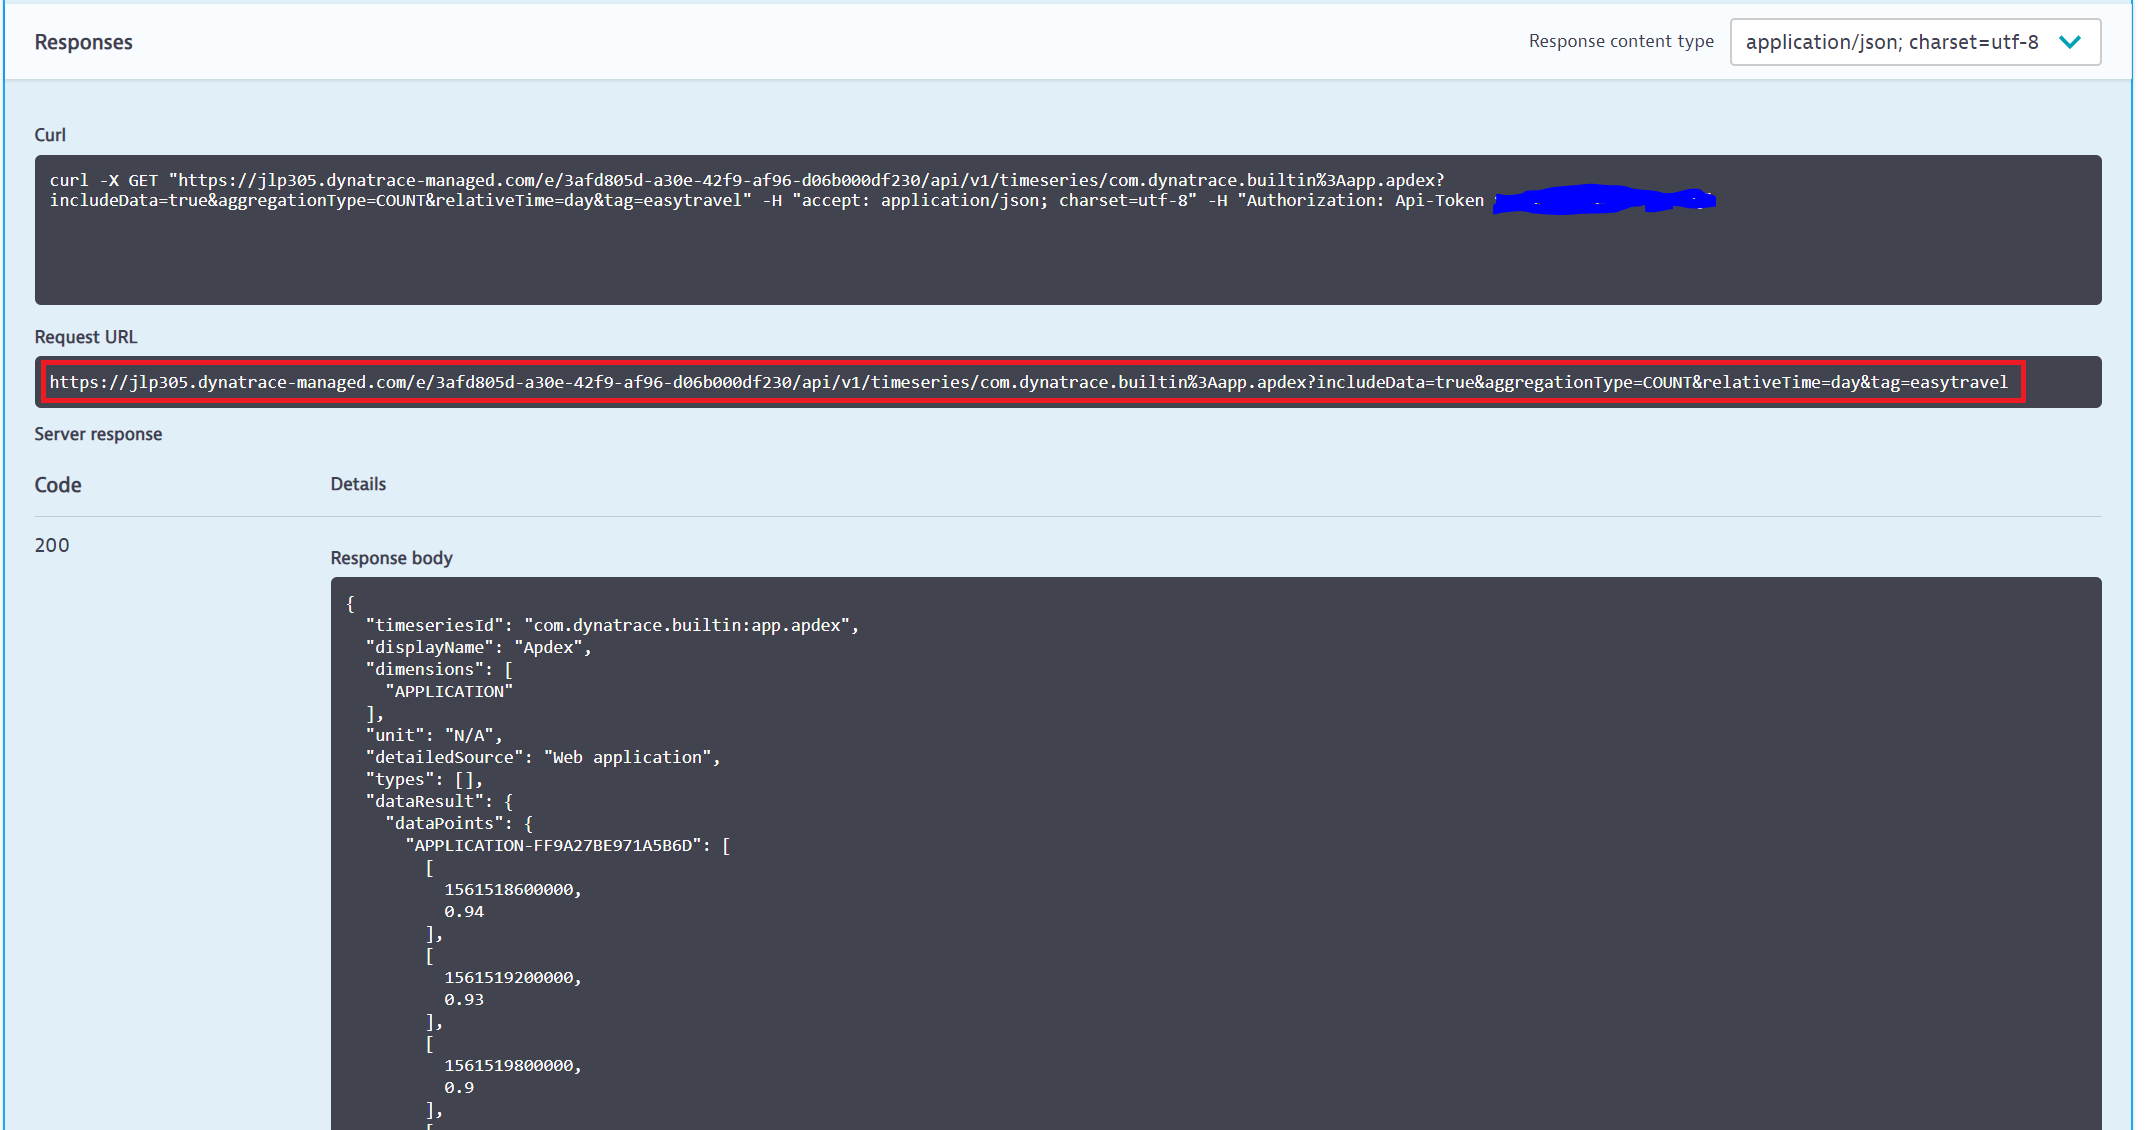 Responses
Response content type application/json; charset=utf-8
Curl
curl -X GET "https://jlp305.dynatrace-managed.com/e/3afd805d-a30e-42f9-af96-d06b000df230/api/v1/timeseries/com.dynatrace.builtin%3Aapp.apdex?
includeData=true&aggregationType=COUNT&relativeTime=day&tag=easytravel" -H "accept: application/json; charset=utf-8" -H "Authorization: Api-Token
Request URL
https://jlp305.dynatrace-managed.com/e/3afd805d-a30e-42f9-af96-d06b000df230/api/v1/timeseries/com.dynatrace.builtin%3Aapp.apdex?includeData=true&aggregationType=COUNT&relativeTime=day&tag=easytravel
Server response
Code Details
200
Response body
{
"timeseriesId": "com.dynatrace.builtin:app.apdex",
"displayName": "Apdex",
"dimensions": [
"APPLICATION"
],
"unit": "N/A",
"detailedSource": "Web application",
"types": [],
"dataResult": {
"dataPoints": {
"APPLICATION-FF9A27BE971A5B6D": [
[
1561518600000,
0.94
],
[
1561519200000,
0.93
],
[
1561519800000,
0.9
],
[